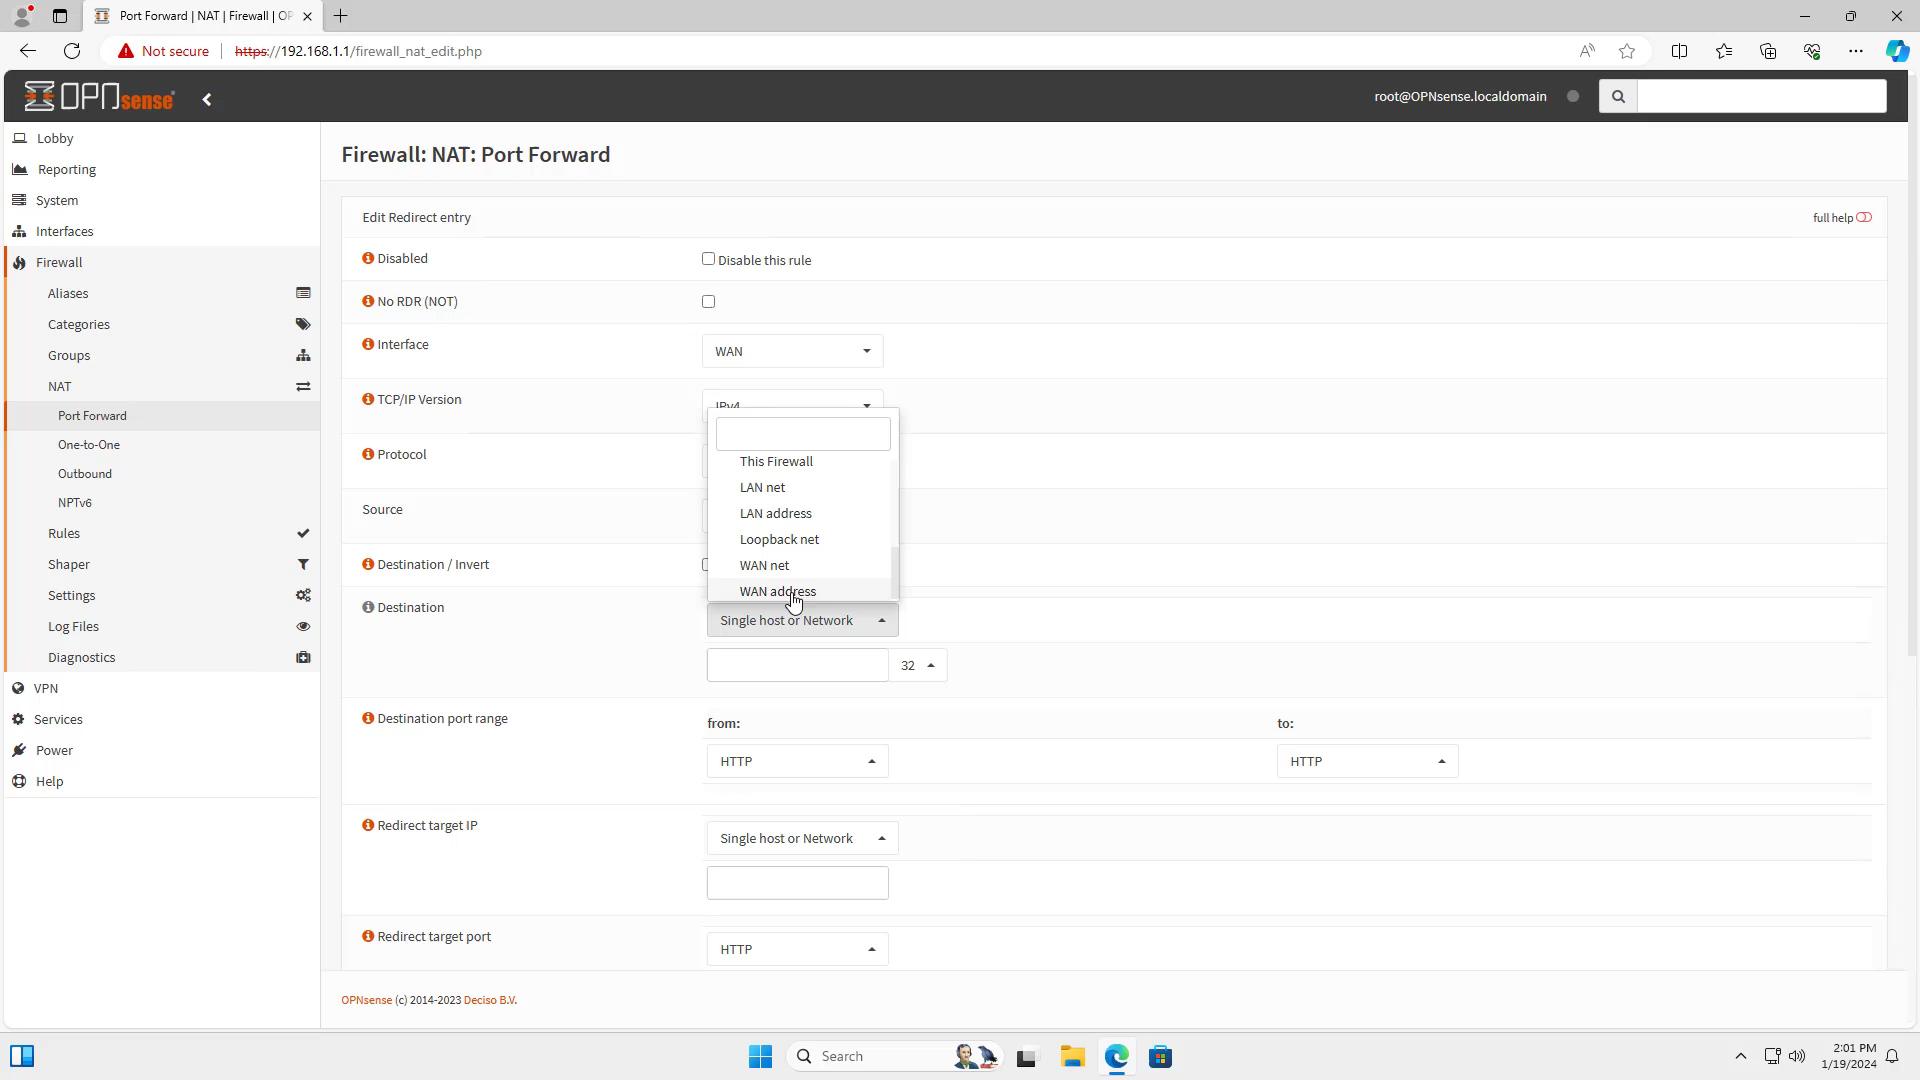 Port Forward | NAT | Firewall | OP
Not secure
https://192.168.1.1/firewall_nat_edit.php
OPNsense
root@OPNsense.localdomain
Lobby
Reporting
System
Interfaces
Firewall
Aliases
Categories
Groups
NAT
Port Forward
One-to-One
Outbound
NPTv6
Rules
Shaper
Settings
Log Files
Diagnostics
VPN
Services
Power
Help
Firewall: NAT: Port Forward
Edit Redirect entry
full help
Disabled
Disable this rule
No RDR (NOT)
Interface
WAN
TCP/IP Version
IPv4
Protocol
Source
Destination / Invert
This Firewall
LAN net
LAN address
Loopback net
WAN net
WAN address
Destination
Single host or Network
32
Destination port range
from:
to:
HTTP
HTTP
Redirect target IP
Single host or Network
Redirect target port
HTTP
OPNsense (c) 2014-2023 Deciso B.V.
Search
2:01 PM
1/19/2024